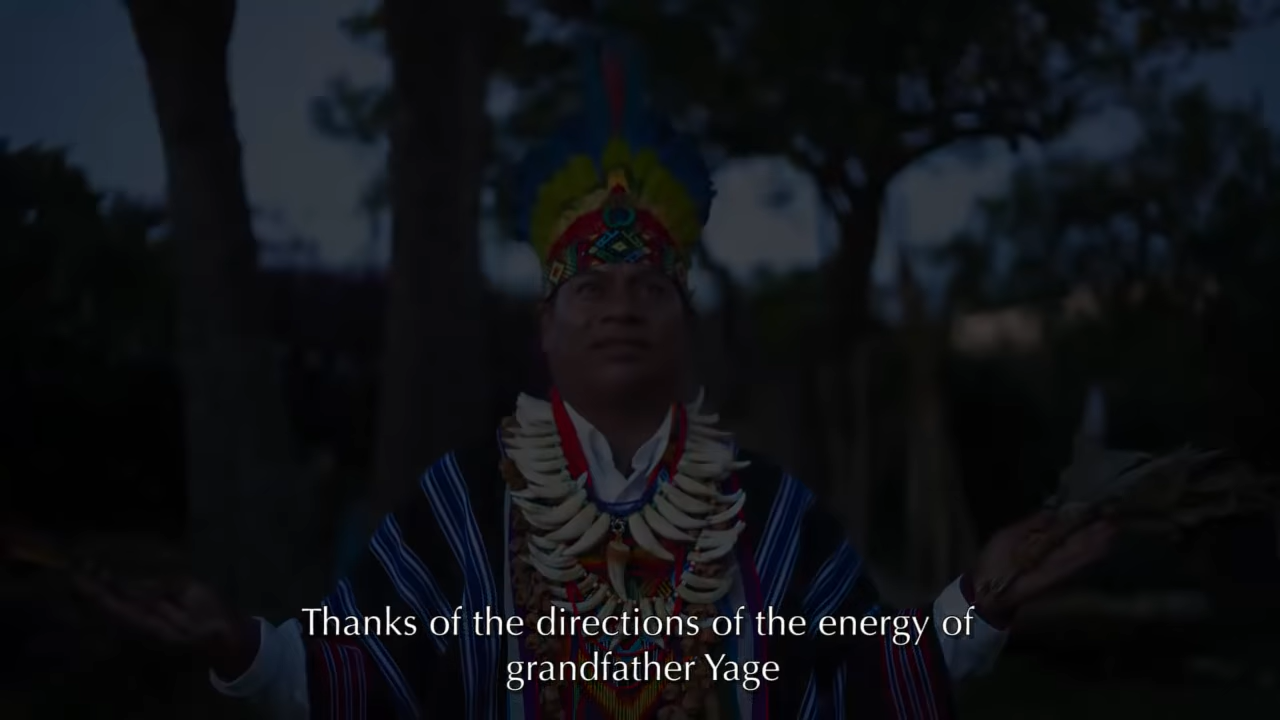 Thanks of the directions of the energy of
grandfather Yage